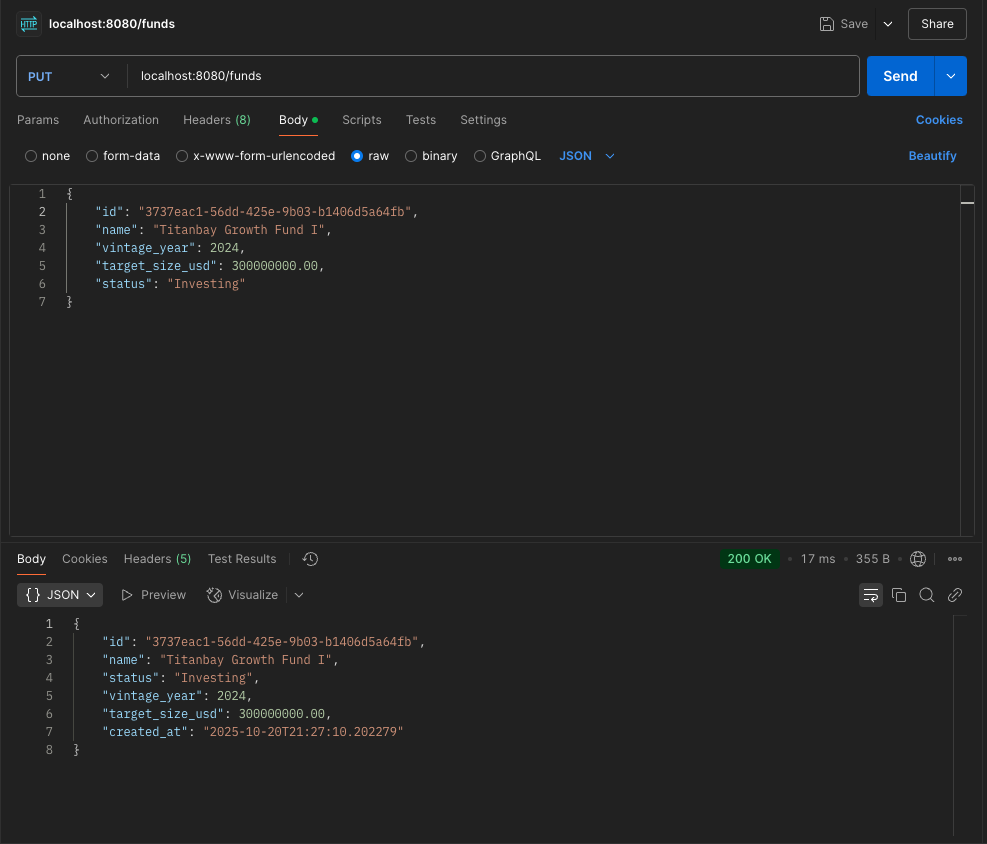 HTTP localhost:8080/funds Save Share
PUT localhost:8080/funds Send
Params Authorization Headers (8) Body Scripts Tests Settings Cookies
none form-data x-www-form-urlencoded raw binary GraphQL JSON Beautify
1 {
2 "id": "3737eac1-56dd-425e-9b03-b1406d5a64fb",
3 "name": "Titanbay Growth Fund I",
4 "vintage_year": 2024,
5 "target_size_usd": 300000000.00,
6 "status": "Investing"
7 }
Body Cookies Headers (5) Test Results 200 OK 17 ms 355 B
{} JSON Preview Visualize
1 {
2 "id": "3737eac1-56dd-425e-9b03-b1406d5a64fb",
3 "name": "Titanbay Growth Fund I",
4 "status": "Investing",
5 "vintage_year": 2024,
6 "target_size_usd": 300000000.00,
7 "created_at": "2025-10-20T21:27:10.202279"
8 }